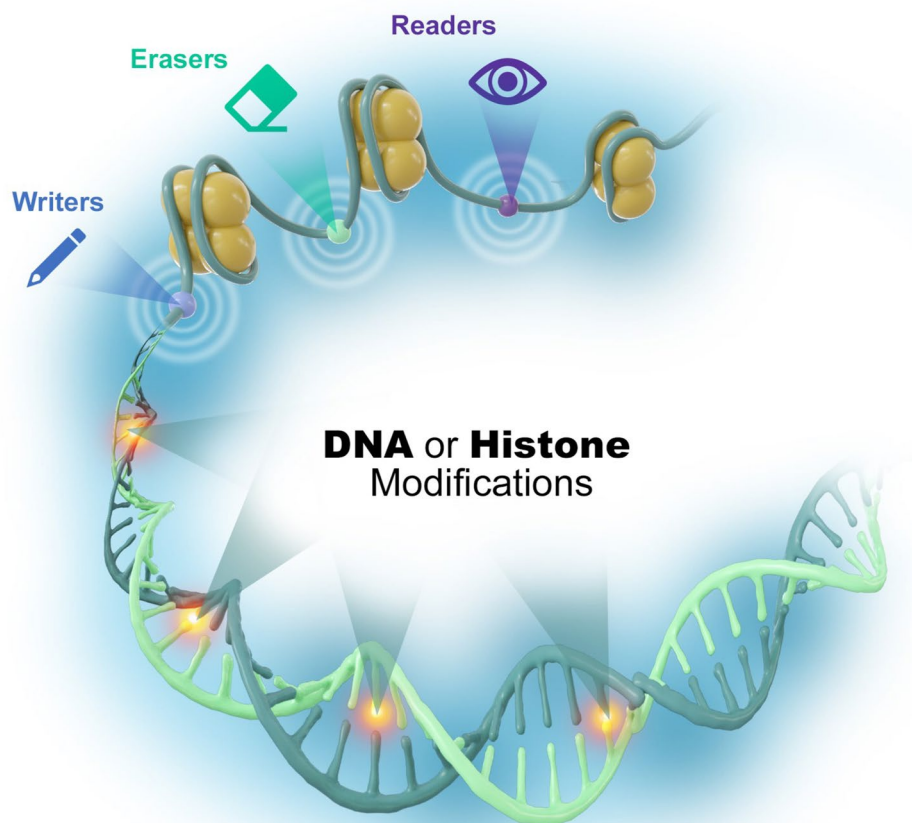 Readers
Erasers
Writers
DNA or Histone
Modifications